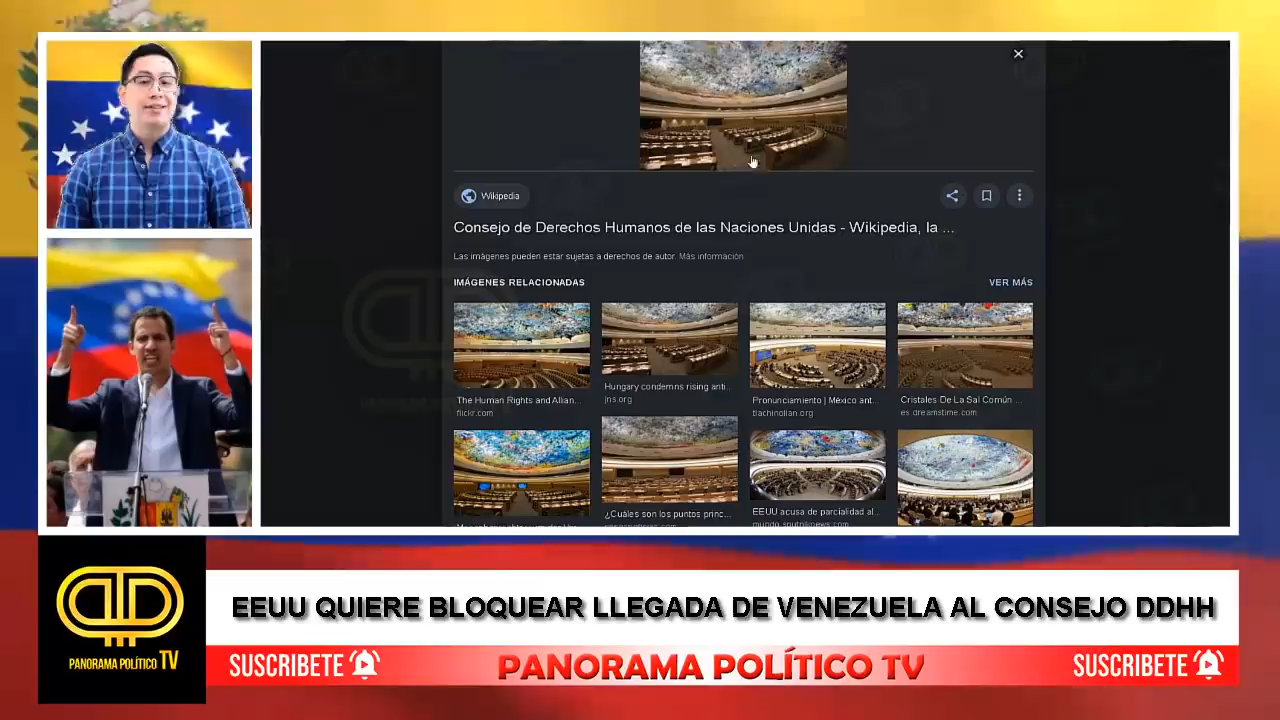 Wikipedia
Consejo de Derechos Humanos de las Naciones Unidas - Wikipedia, la ...
Las imágenes pueden estar sujetas a derechos de autor. Más información
IMÁGENES RELACIONADAS
VER MÁS
The Human Rights and Allian...
flickr.com
Hungary condemns rising anti...
jns.org
Pronunciamiento | México ant...
tlachinollan.org
Cristales De La Sal Común ...
es.dreamstime.com
¿Cuáles son los puntos princ...
EEUU acusa de parcialidad al...
mundo.sputniknews.com
EEUU QUIERE BLOQUEAR LLEGADA DE VENEZUELA AL CONSEJO DDHH
PANORAMA POLÍTICO TV
SUSCRIBETE
PANORAMA POLÍTICO TV
SUSCRIBETE